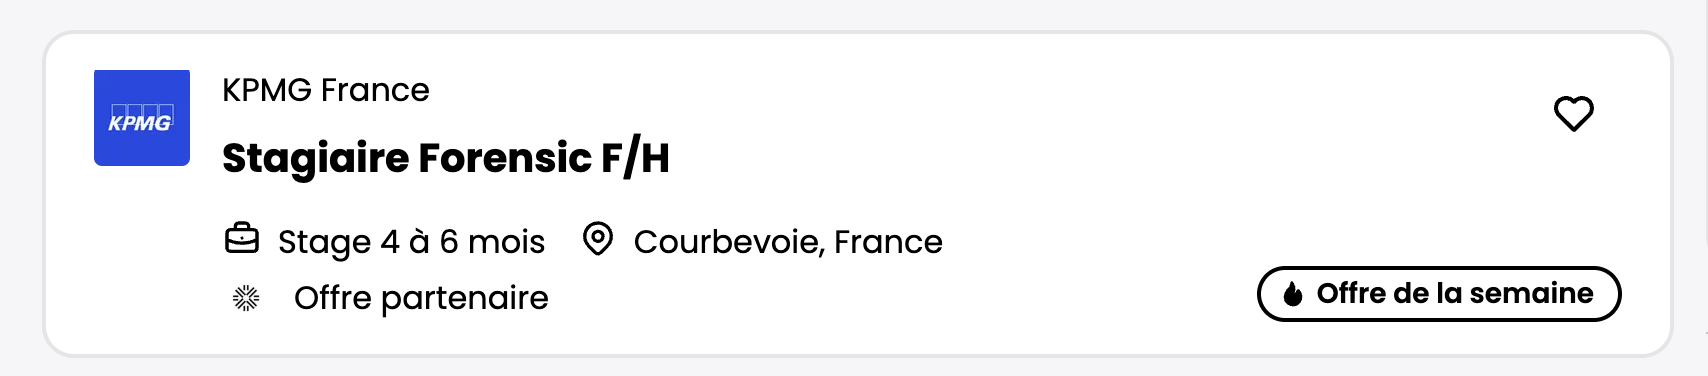 KPMG
KPMG France
Stagiaire Forensic F/H
Stage 4 à 6 mois Courbevoie, France
Offre partenaire
Offre de la semaine